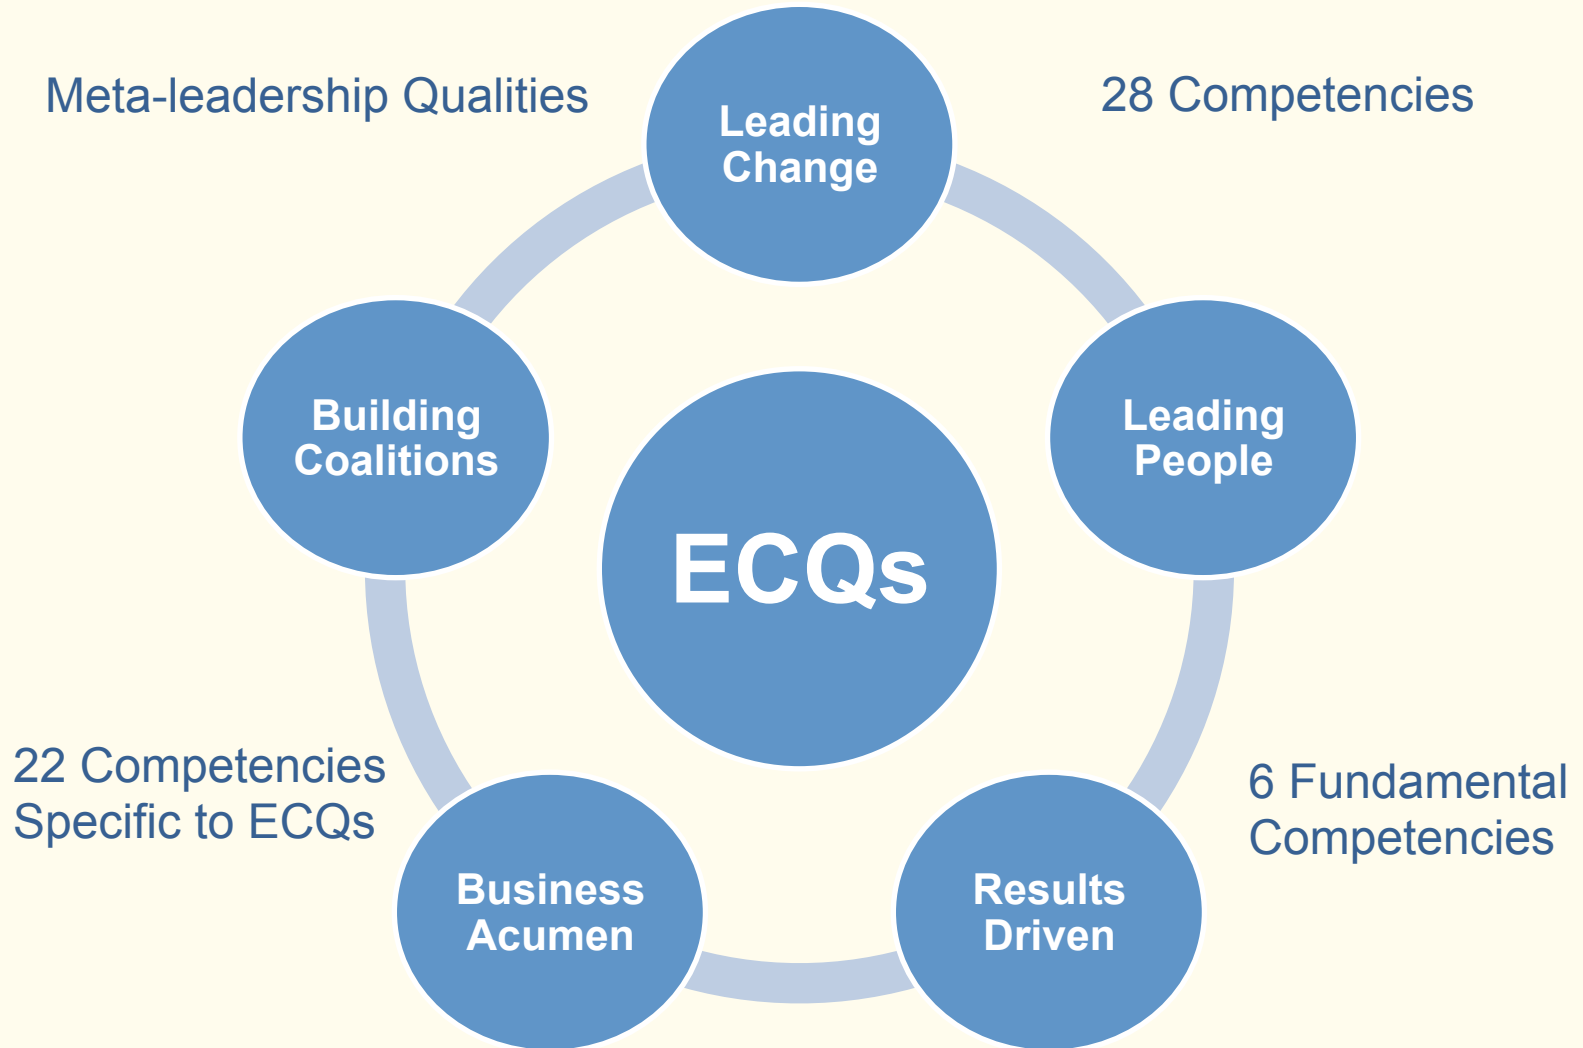 Meta-leadership Qualities
28 Competencies
Leading
Change
Building
Coalitions
Leading
People
ECQs
22 Competencies
Specific to ECQs
6 Fundamental
Competencies
Business
Acumen
Results
Driven